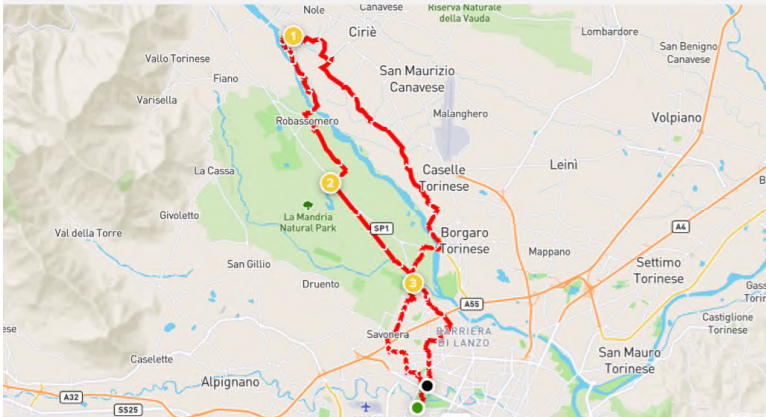 Nole
Canavese
Riserva Naturale
della Vauda
1
Ciriè
Lombardore
Vallo Torinese
San Benigno
Canavese
San Maurizio
Canavese
Fiano
Varisella
Malanghero
Volpiano
Robassomero
La Cassa
Caselle
Torinese
Leinì
B
2
Givoletto
La Mandria
Natural Park
SP1
A4
Val della Torre
Borgaro
Torinese
Mappano
San Gillio
Settimo
Torinese
Druento
3
A55
Gass
Torin
Savonera
BARRIERA
DI LANZO
Castiglione
Torinese
ese
Caselette
San Mauro
Torinese
Alpignano
A32
SS25